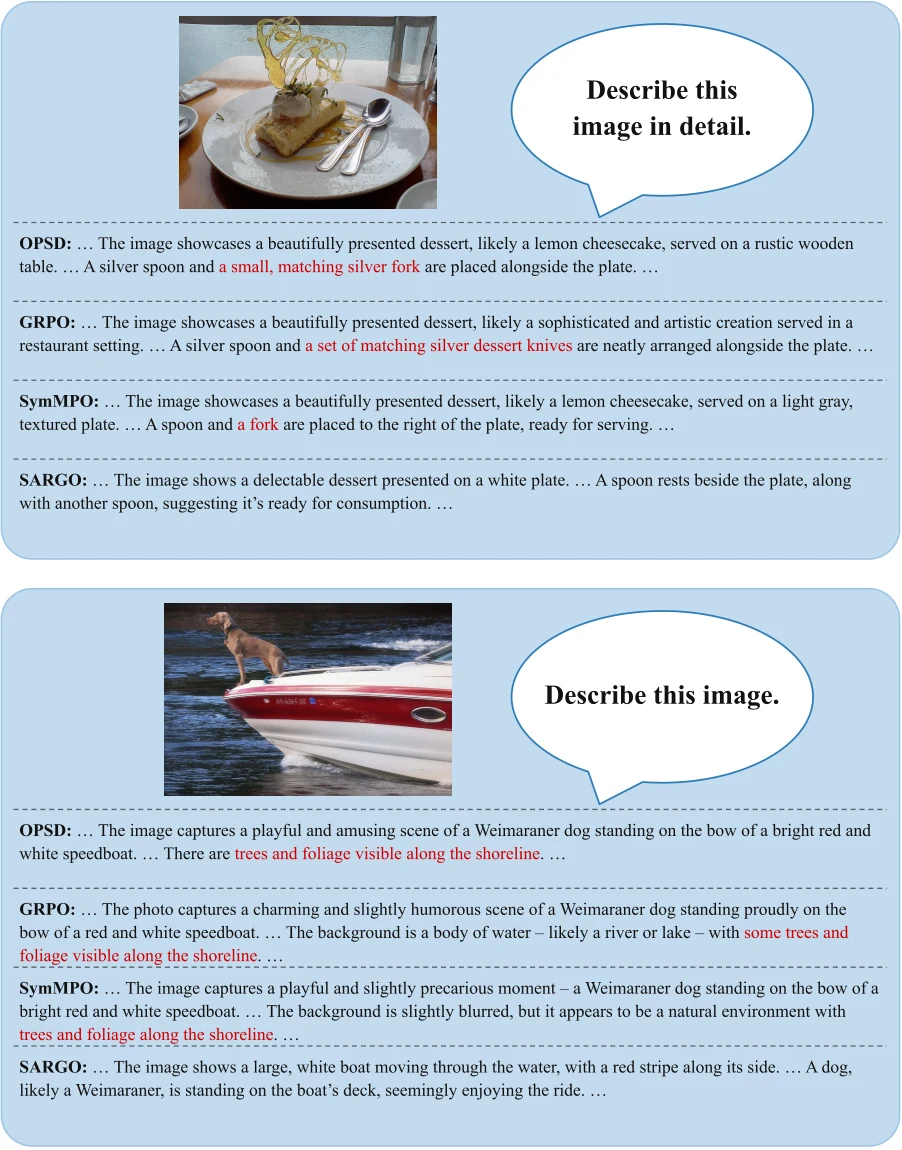 Describe this
image in detail.
OPSD: … The image showcases a beautifully presented dessert, likely a lemon cheesecake, served on a rustic wooden
table. … A silver spoon and a small, matching silver fork are placed alongside the plate. …
GRPO: … The image showcases a beautifully presented dessert, likely a sophisticated and artistic creation served in a
restaurant setting. … A silver spoon and a set of matching silver dessert knives are neatly arranged alongside the plate. …
SymMPO: … The image showcases a beautifully presented dessert, likely a lemon cheesecake, served on a light gray,
textured plate. … A spoon and a fork are placed to the right of the plate, ready for serving. …
SARGO: … The image shows a delectable dessert presented on a white plate. … A spoon rests beside the plate, along
with another spoon, suggesting it’s ready for consumption. …
Describe this image.
OPSD: … The image captures a playful and amusing scene of a Weimaraner dog standing on the bow of a bright red and
white speedboat. … There are trees and foliage visible along the shoreline. …
GRPO: … The photo captures a charming and slightly humorous scene of a Weimaraner dog standing proudly on the
bow of a red and white speedboat. … The background is a body of water – likely a river or lake – with some trees and
foliage visible along the shoreline. …
SymMPO: … The image captures a playful and slightly precarious moment – a Weimaraner dog standing on the bow of a
bright red and white speedboat. … The background is slightly blurred, but it appears to be a natural environment with
trees and foliage along the shoreline. …
SARGO: … The image shows a large, white boat moving through the water, with a red stripe along its side. … A dog,
likely a Weimaraner, is standing on the boat’s deck, seemingly enjoying the ride. …